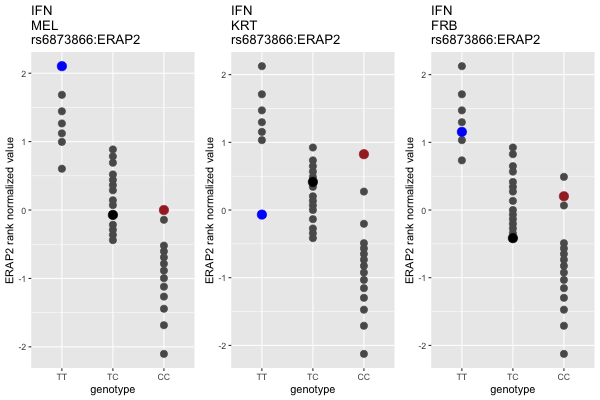 IFN
MEL
rs6873866:ERAP2
ERAP2 rank normalized value
2
1
0
-1
-2
TT TC CC
genotype
IFN
KRT
rs6873866:ERAP2
ERAP2 rank normalized value
2
1
0
-1
-2
TT TC CC
genotype
IFN
FRB
rs6873866:ERAP2
ERAP2 rank normalized value
2
1
0
-1
-2
TT TC CC
genotype